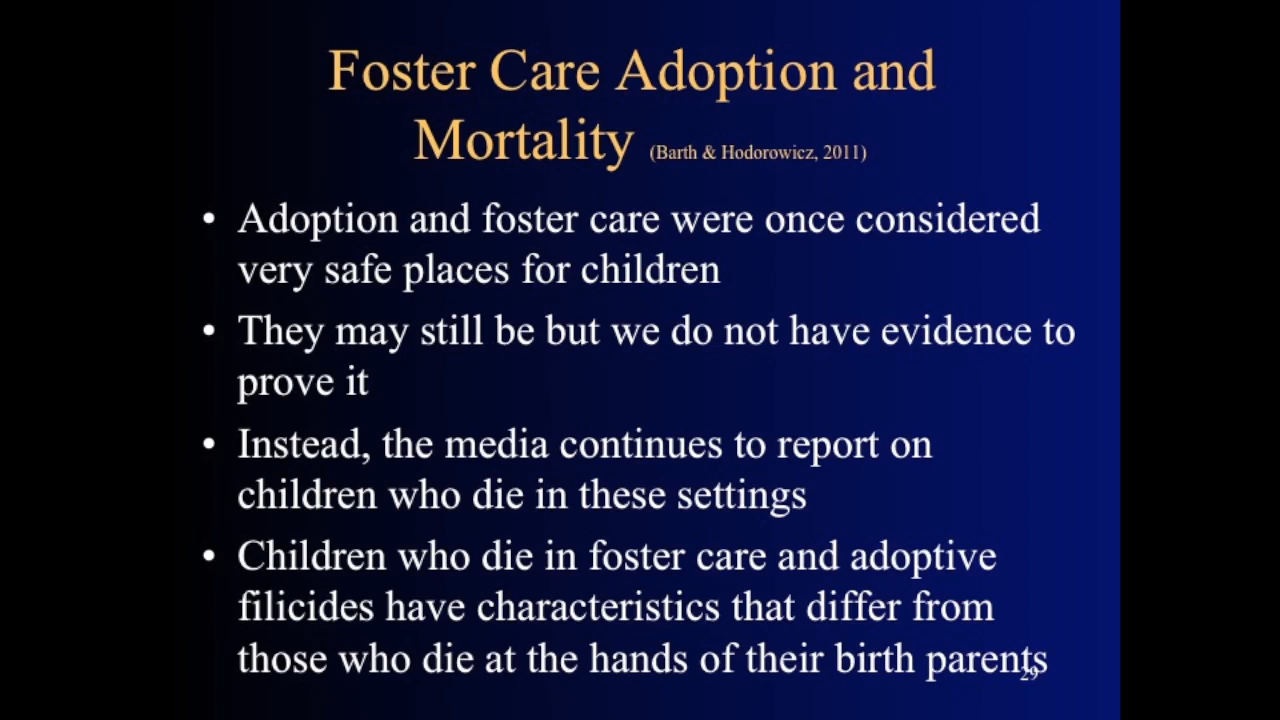 Foster Care Adoption and
Mortality (Barth & Hodorowicz, 2011)
• Adoption and foster care were once considered
very safe places for children
• They may still be but we do not have evidence to
prove it
• Instead, the media continues to report on
children who die in these settings
• Children who die in foster care and adoptive
filicides have characteristics that differ from
those who die at the hands of their birth parents
29